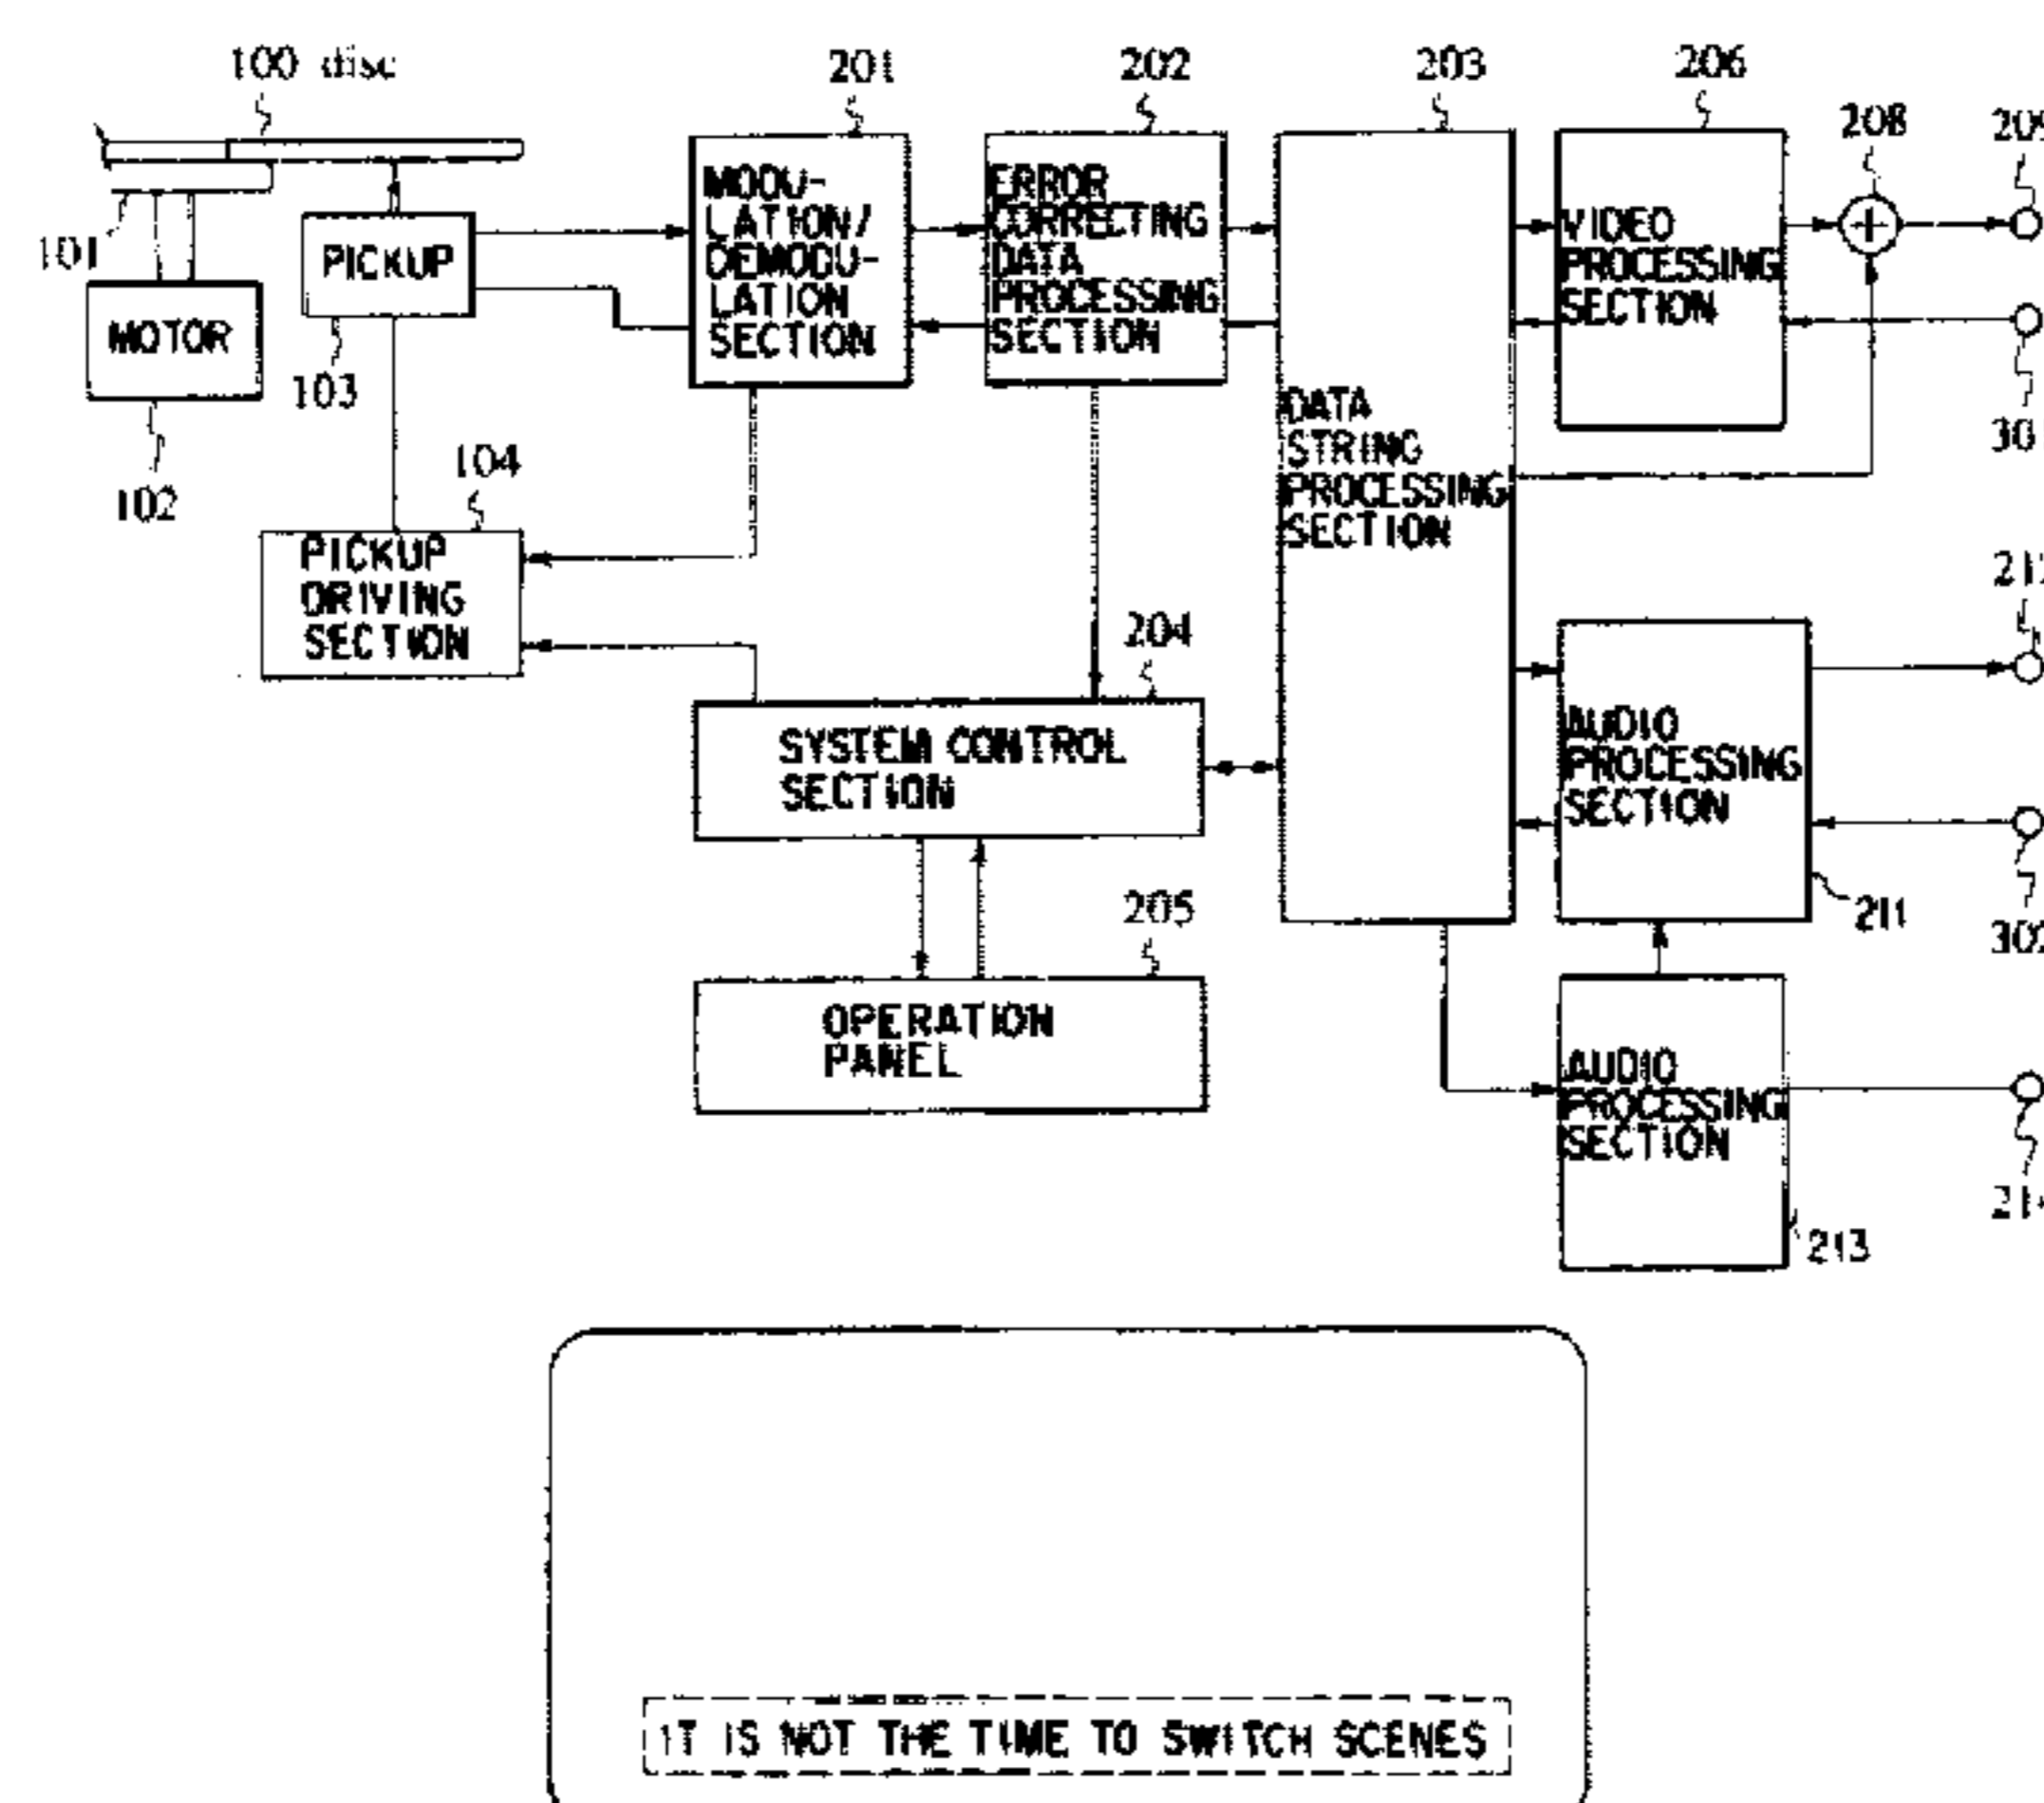 100 disc
201
202
203
206
208
101
MODU-
LATION/
DEMODU-
LATION
SECTION
ERROR
CORRECTING
DATA
PROCESSING
SECTION
VIDEO
PROCESSING
SECTION
PICKUP
MOTOR
103
102
104
30
DATA
STRING
PROCESSING
SECTION
PICKUP
DRIVING
SECTION
204
SYSTEM CONTROL
SECTION
AUDIO
PROCESSING
SECTION
211
205
OPERATION
PANEL
AUDIO
PROCESSING
SECTION
213
IT IS NOT THE TIME TO SWITCH SCENES